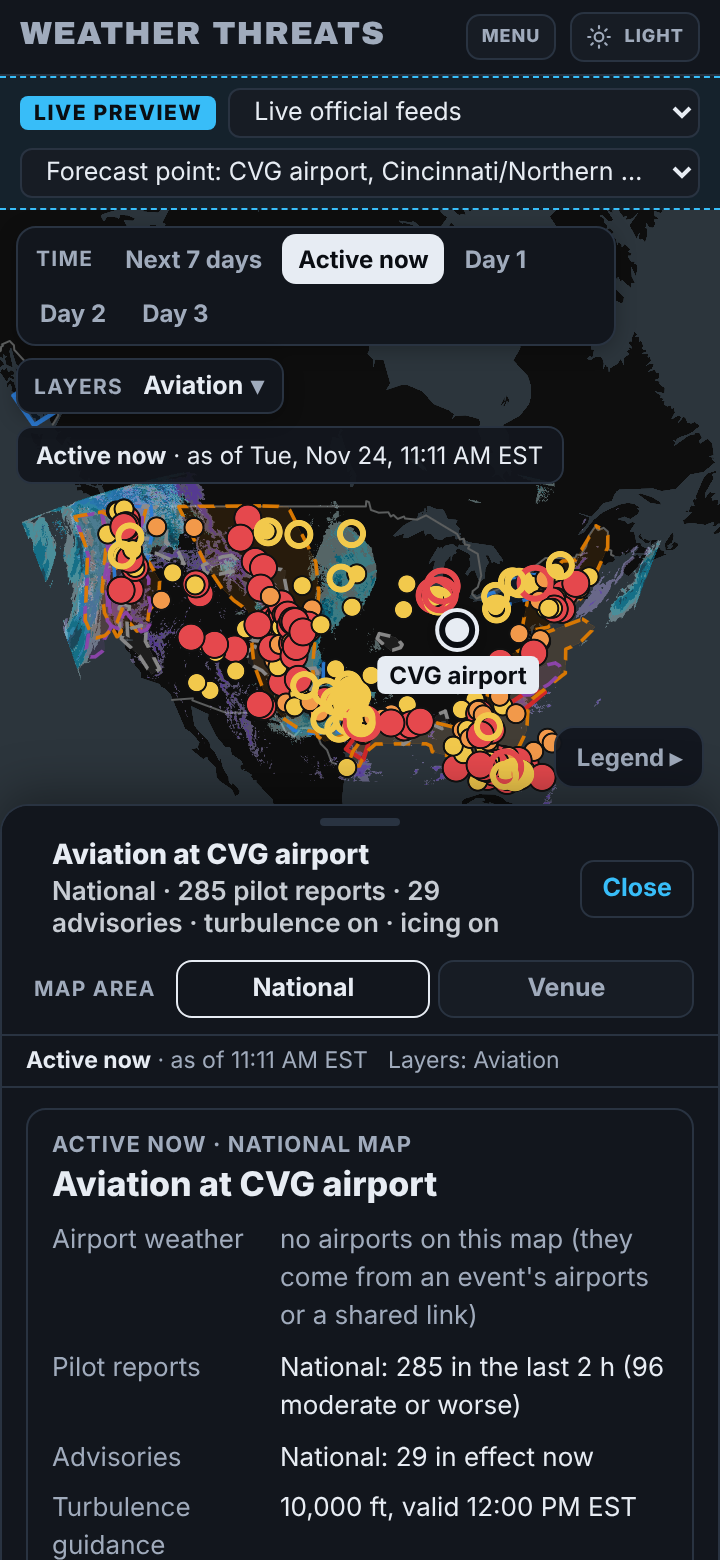 WEATHER THREATS
MENU
LIGHT
LIVE PREVIEW
Live official feeds
Forecast point: CVG airport, Cincinnati/Northern ...
TIME
Next 7 days
Active now
Day 1
Day 2
Day 3
LAYERS Aviation ▾
Active now · as of Tue, Nov 24, 11:11 AM EST
CVG airport
Legend ▸
Aviation at CVG airport
National · 285 pilot reports · 29
advisories · turbulence on · icing on
Close
MAP AREA
National
Venue
Active now · as of 11:11 AM EST Layers: Aviation
ACTIVE NOW · NATIONAL MAP
Aviation at CVG airport
Airport weather no airports on this map (they
come from an event's airports
or a shared link)
Pilot reports National: 285 in the last 2 h (96
moderate or worse)
Advisories National: 29 in effect now
Turbulence 10,000 ft, valid 12:00 PM EST
guidance